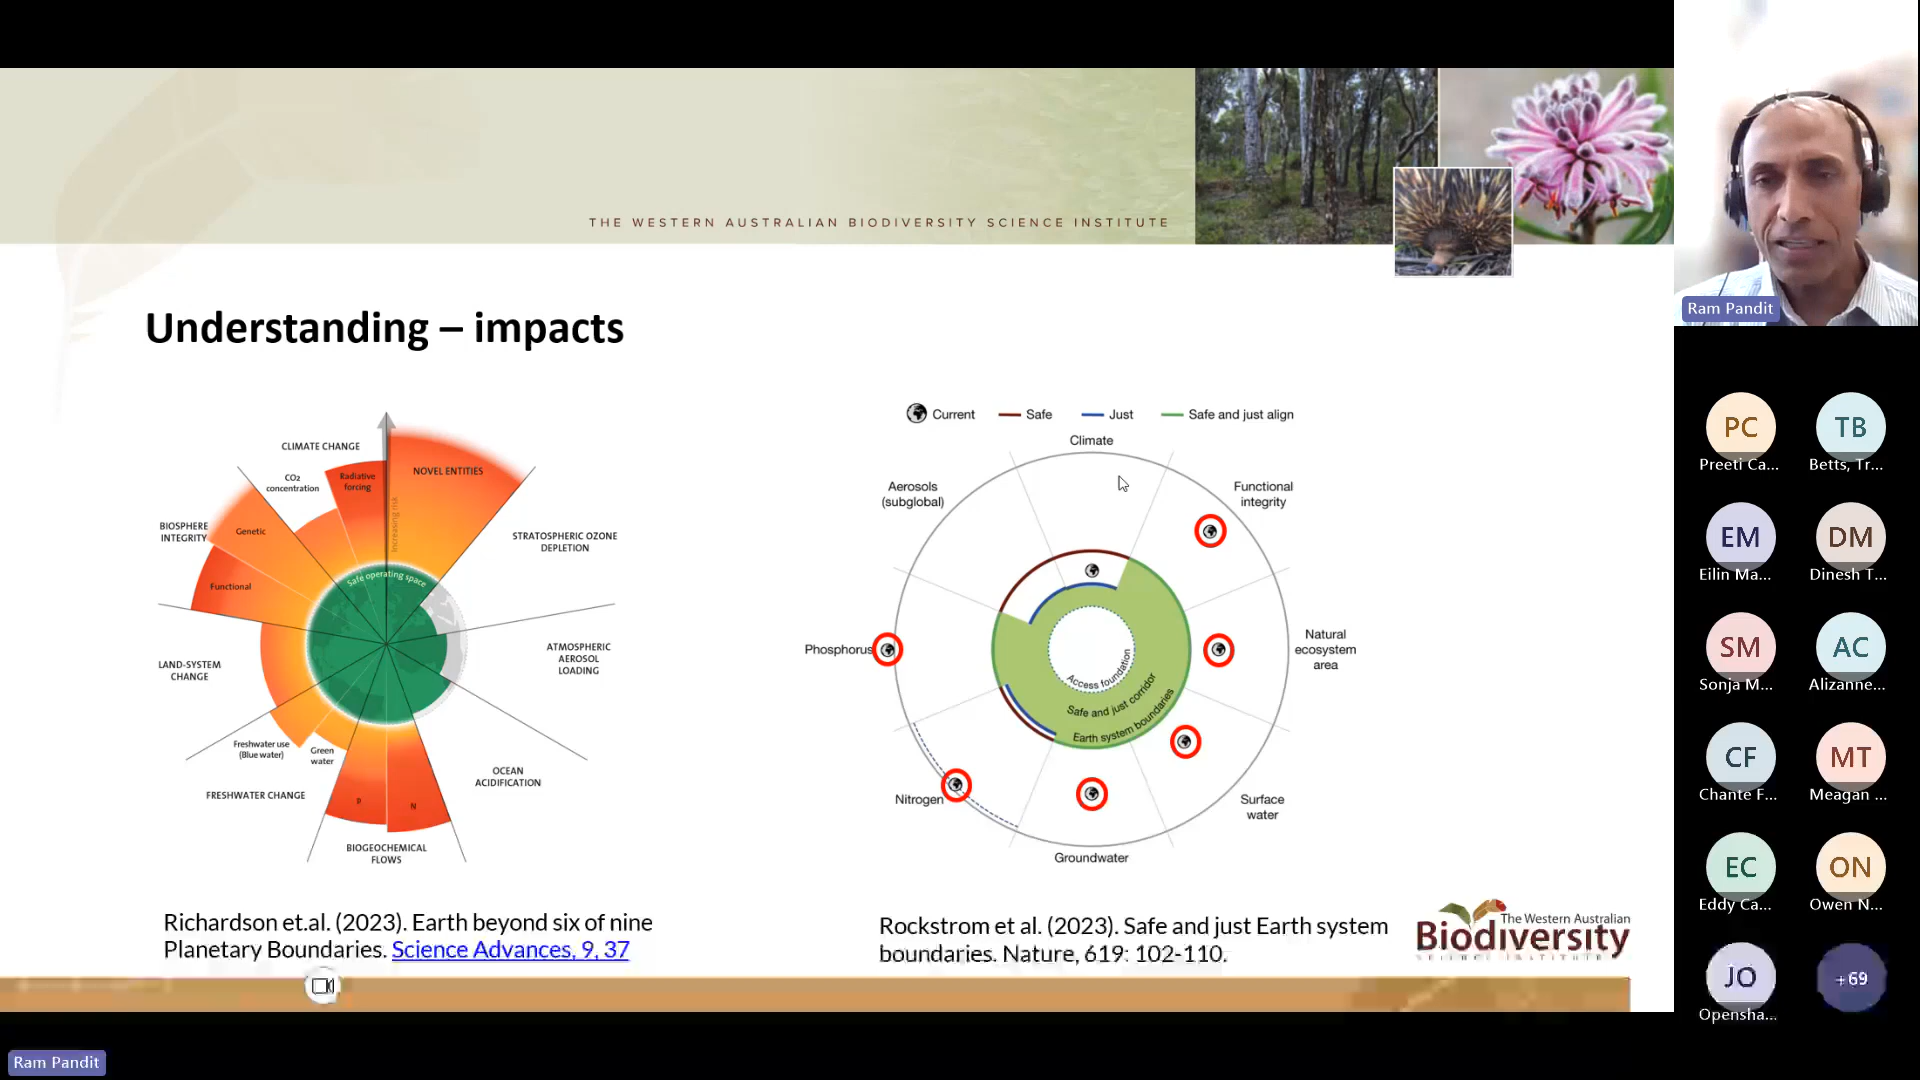 THE WESTERN AUSTRALIAN BIODIVERSITY SCIENCE INSTITUTE
Understanding – impacts
CLIMATE CHANGE
CO2
concentration
Radiative
forcing
Increasing risk
NOVEL ENTITIES
STRATOSPHERIC OZONE
DEPLETION
ATMOSPHERIC
AEROSOL
LOADING
OCEAN
ACIDIFICATION
BIOGEOCHEMICAL
FLOWS
P
N
FRESHWATER CHANGE
Freshwater use
(Blue water)
Green
water
LAND-SYSTEM
CHANGE
BIOSPHERE
INTEGRITY
Genetic
Functional
Safe operating space
Richardson et.al. (2023). Earth beyond six of nine
Planetary Boundaries. Science Advances, 9, 37
Current
Safe
Just
Safe and just align
Climate
Functional
integrity
Natural
ecosystem
area
Surface
water
Groundwater
Nitrogen
Phosphorus
Aerosols
(subglobal)
Access foundation
Safe and just corridor
Earth system boundaries
Rockstrom et al. (2023). Safe and just Earth system
boundaries. Nature, 619: 102-110.
The Western Australian
Biodiversity
Ram Pandit
PC
Preeti Ca...
TB
Betts, Tr...
EM
Eilin Ma...
DM
Dinesh T...
SM
Sonja M...
AC
Alizanne...
CF
Chante F...
MT
Meagan ...
EC
Eddy Ca...
ON
Owen N...
JO
Opensha...
+69
Ram Pandit